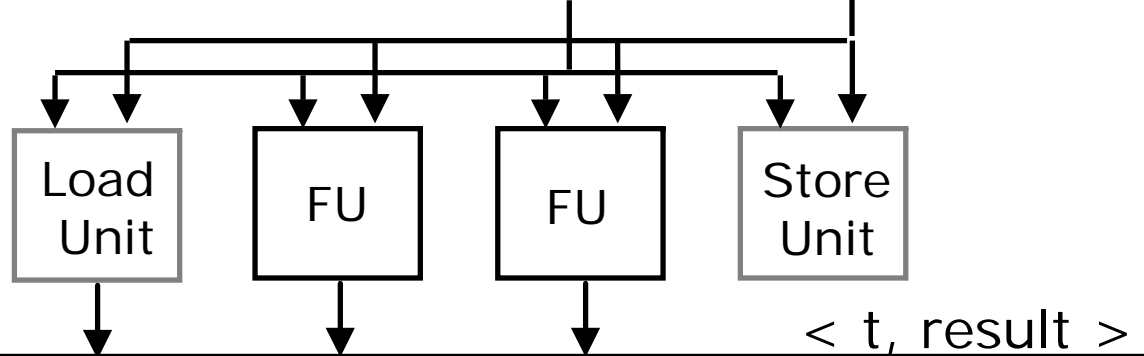 Load
Unit
FU
FU
Store
Unit
< t, result >